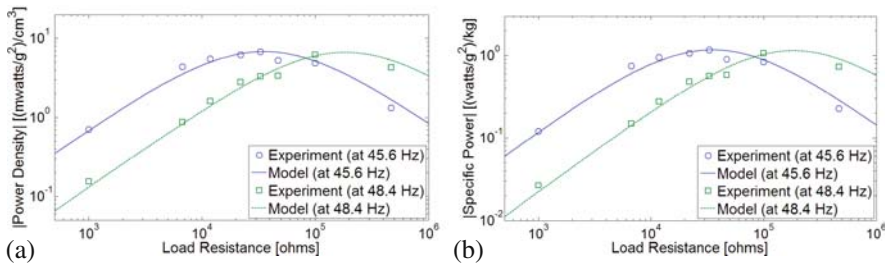 |Power Density| [(mwatts/g²)/cm³]
10¹
10⁰
10⁻¹
Experiment (at 45.6 Hz)
Model (at 45.6 Hz)
Experiment (at 48.4 Hz)
Model (at 48.4 Hz)
10³
10⁴
10⁵
10⁶
(a)
Load Resistance [ohms]
|Specific Power| [(watts/g²)/kg]
10⁰
10⁻¹
10⁻²
Experiment (at 45.6 Hz)
Model (at 45.6 Hz)
Experiment (at 48.4 Hz)
Model (at 48.4 Hz)
10³
10⁴
10⁵
10⁶
(b)
Load Resistance [ohms]